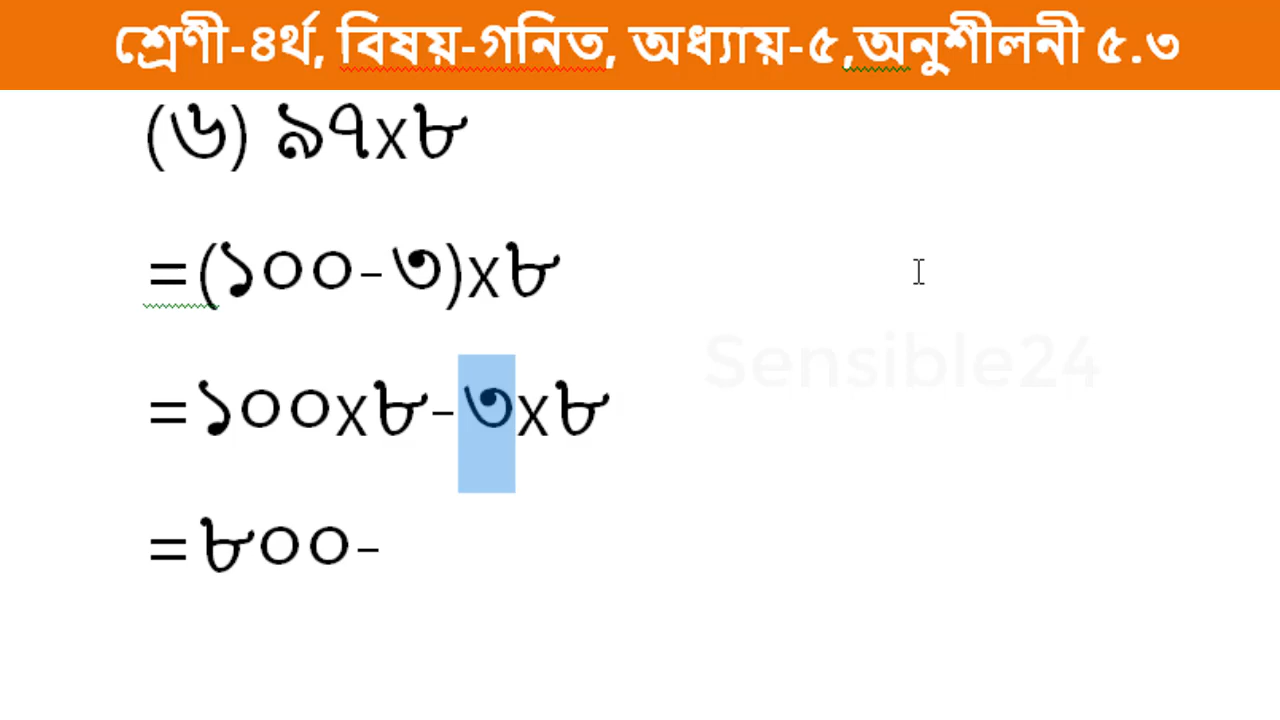 শ্রেণী-৪র্থ, বিষয়-গনিত, অধ্যায়-৫,অনুশীলনী ৫.৩
(৬) ৯৭x৮
=(১০০-৩)x৮
Sensible24
=১০০x৮-৩x৮
=৮০০-